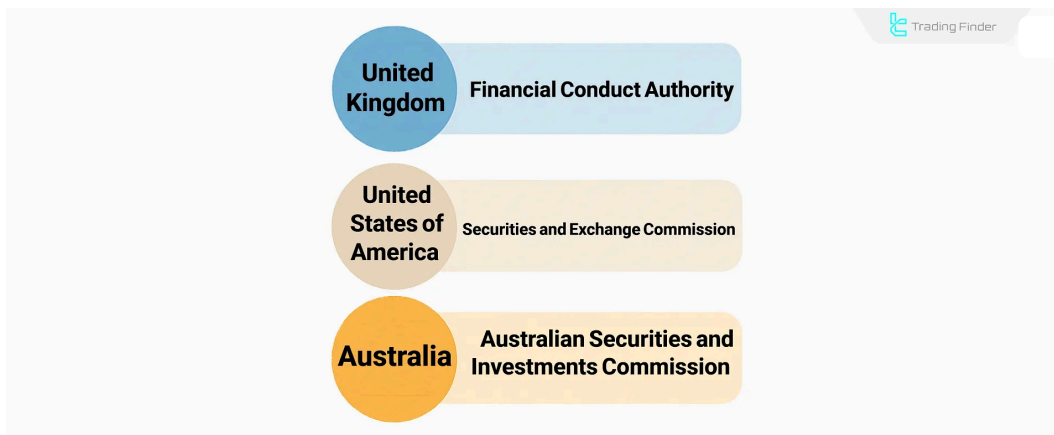 Trading Finder
United
Kingdom
Financial Conduct Authority
United
States of
America
Securities and Exchange Commission
Australia
Australian Securities and
Investments Commission